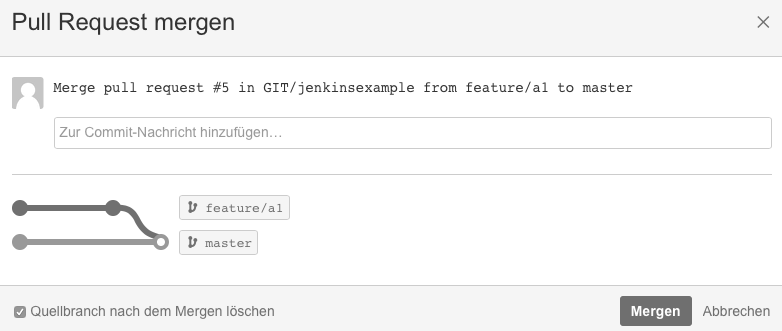 Pull Request mergen
Merge pull request #5 in GIT/jenkinsexample from feature/a1 to master
Zur Commit-Nachricht hinzufügen…
feature/a1
master
Quellbranch nach dem Mergen löschen
Mergen
Abbrechen